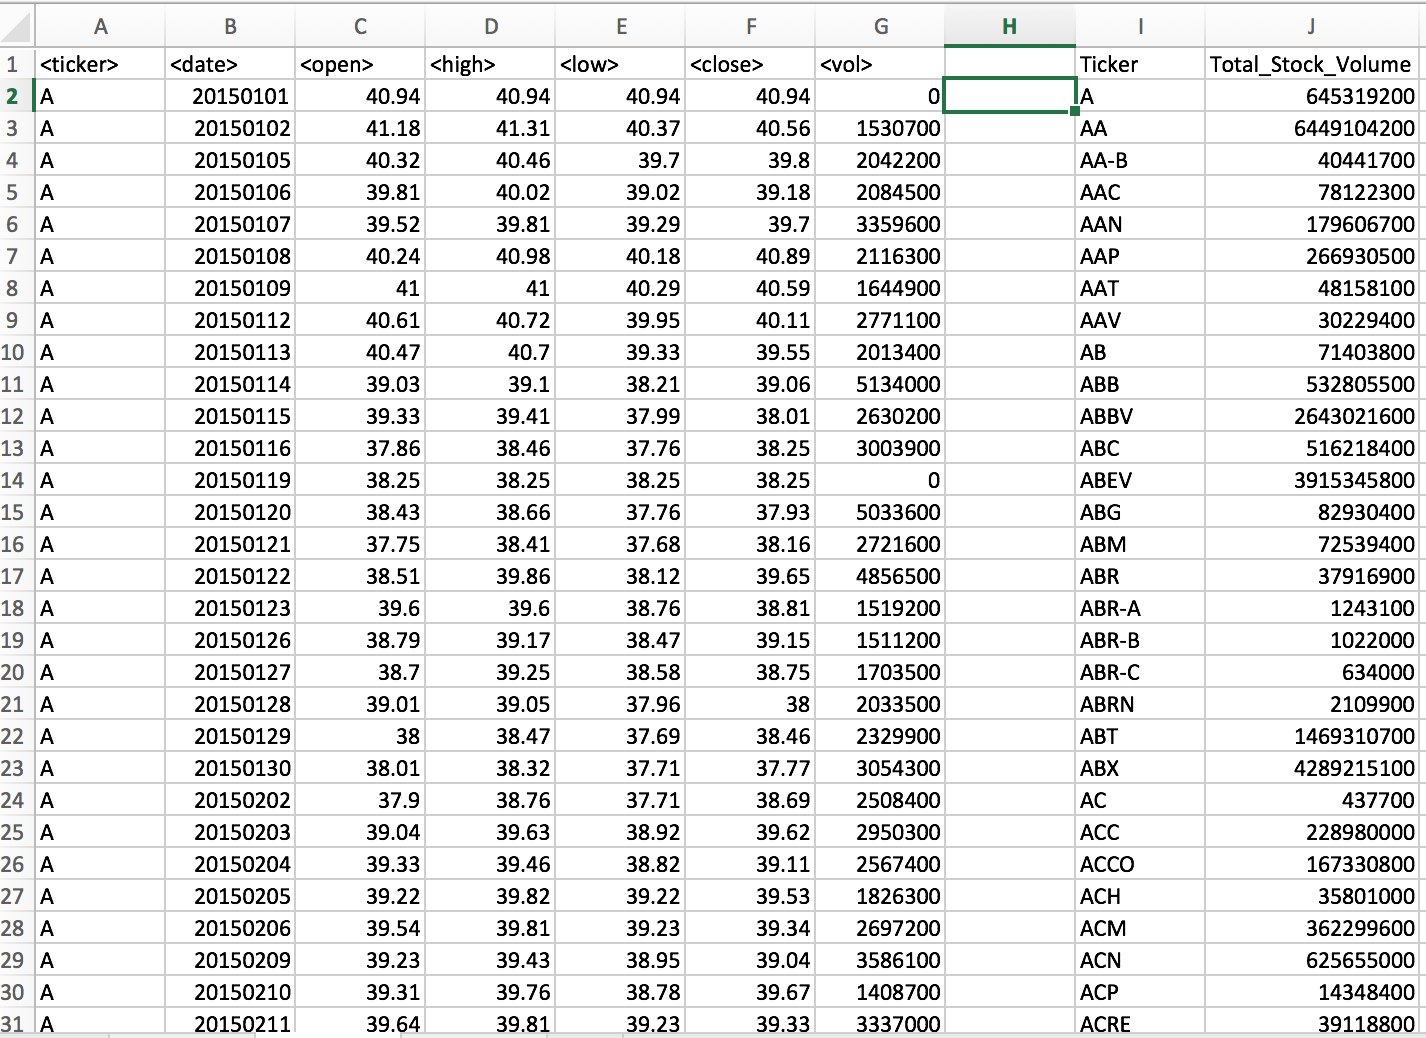 A B C D E F G H I J
1 <ticker> <date> <open> <high> <low> <close> <vol> Ticker Total_Stock_Volume
2 A 20150101 40.94 40.94 40.94 40.94 0 A 645319200
3 A 20150102 41.18 41.31 40.37 40.56 1530700 AA 6449104200
4 A 20150105 40.32 40.46 39.7 39.8 2042200 AA-B 40441700
5 A 20150106 39.81 40.02 39.02 39.18 2084500 AAC 78122300
6 A 20150107 39.52 39.81 39.29 39.7 3359600 AAN 179606700
7 A 20150108 40.24 40.98 40.18 40.89 2116300 AAP 266930500
8 A 20150109 41 41 40.29 40.59 1644900 AAT 48158100
9 A 20150112 40.61 40.72 39.95 40.11 2771100 AAV 30229400
10 A 20150113 40.47 40.7 39.33 39.55 2013400 AB 71403800
11 A 20150114 39.03 39.1 38.21 39.06 5134000 ABB 532805500
12 A 20150115 39.33 39.41 37.99 38.01 2630200 ABBV 2643021600
13 A 20150116 37.86 38.46 37.76 38.25 3003900 ABC 516218400
14 A 20150119 38.25 38.25 38.25 38.25 0 ABEV 3915345800
15 A 20150120 38.43 38.66 37.76 37.93 5033600 ABG 82930400
16 A 20150121 37.75 38.41 37.68 38.16 2721600 ABM 72539400
17 A 20150122 38.51 39.86 38.12 39.65 4856500 ABR 37916900
18 A 20150123 39.6 39.6 38.76 38.81 1519200 ABR-A 1243100
19 A 20150126 38.79 39.17 38.47 39.15 1511200 ABR-B 1022000
20 A 20150127 38.7 39.25 38.58 38.75 1703500 ABR-C 634000
21 A 20150128 39.01 39.05 37.96 38 2033500 ABRN 2109900
22 A 20150129 38 38.47 37.69 38.46 2329900 ABT 1469310700
23 A 20150130 38.01 38.32 37.71 37.77 3054300 ABX 4289215100
24 A 20150202 37.9 38.76 37.71 38.69 2508400 AC 437700
25 A 20150203 39.04 39.63 38.92 39.62 2950300 ACC 228980000
26 A 20150204 39.33 39.46 38.82 39.11 2567400 ACCO 167330800
27 A 20150205 39.22 39.82 39.22 39.53 1826300 ACH 35801000
28 A 20150206 39.54 39.81 39.23 39.34 2697200 ACM 362299600
29 A 20150209 39.23 39.43 38.95 39.04 3586100 ACN 625655000
30 A 20150210 39.31 39.76 38.78 39.67 1408700 ACP 14348400
31 A 20150211 39.64 39.81 39.23 39.33 3337000 ACRE 39118800